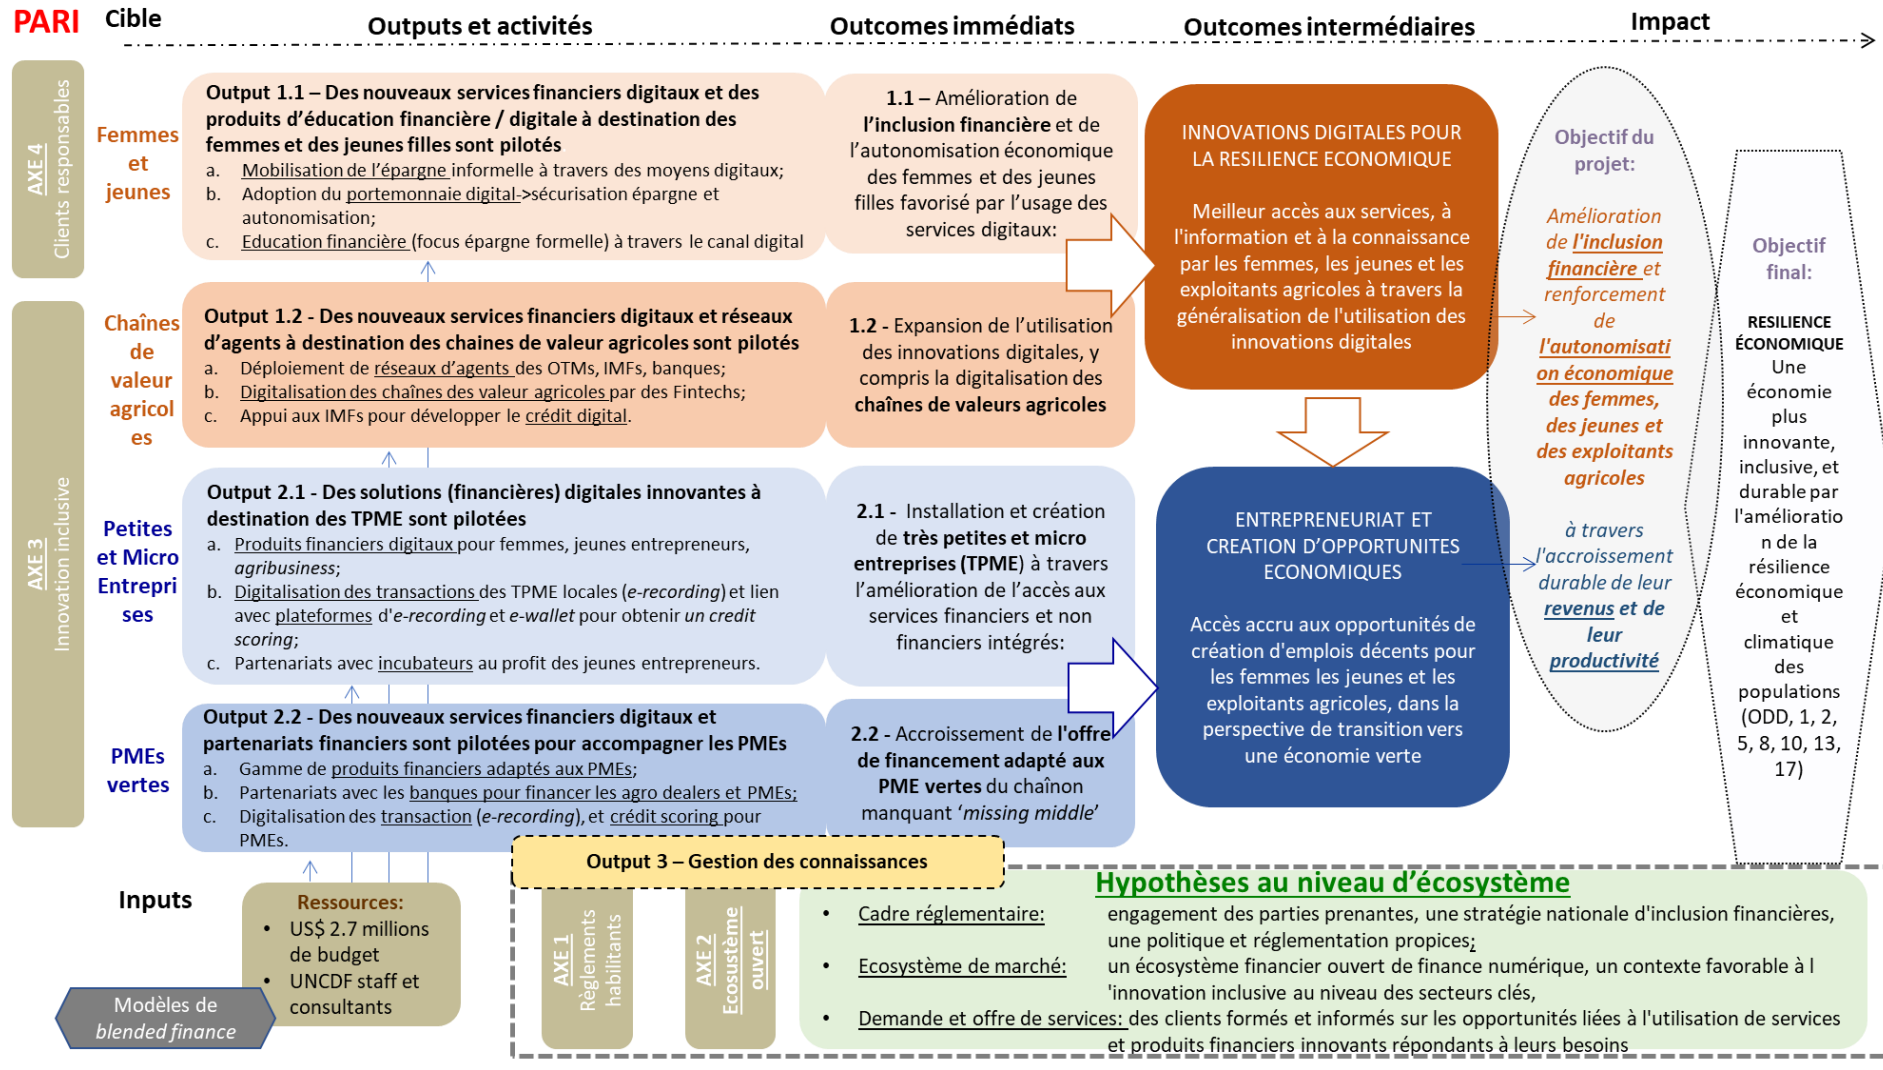 PARI
Cible
Outputs et activités
Outcomes immédiats
Outcomes intermédiaires
Impact
AXE 4
Clients responsables
Femmes
et
jeunes
Output 1.1 – Des nouveaux services financiers digitaux et des
produits d’éducation financière / digitale à destination des
femmes et des jeunes filles sont pilotés
a. Mobilisation de l’épargne informelle à travers des moyens digitaux;
b. Adoption du portemonnaie digital->sécurisation épargne et
autonomisation;
c. Education financière (focus épargne formelle) à travers le canal digital
1.1 – Amélioration de
l’inclusion financière et de
l’autonomisation économique
des femmes et des jeunes
filles favorisé par l’usage des
services digitaux:
INNOVATIONS DIGITALES POUR
LA RESILIENCE ECONOMIQUE
Meilleur accès aux services, à
l'information et à la connaissance
par les femmes, les jeunes et les
exploitants agricoles à travers la
généralisation de l'utilisation des
innovations digitales
AXE 3
Innovation inclusive
Chaînes
de
valeur
agricol
es
Output 1.2 - Des nouveaux services financiers digitaux et réseaux
d’agents à destination des chaines de valeur agricoles sont pilotés
a. Déploiement de réseaux d’agents des OTMs, IMFs, banques;
b. Digitalisation des chaînes des valeur agricoles par des Fintechs;
c. Appui aux IMFs pour développer le crédit digital.
1.2 - Expansion de l’utilisation
des innovations digitales, y
compris la digitalisation des
chaînes de valeurs agricoles
Petites
et Micro
Entrepri
ses
Output 2.1 - Des solutions (financières) digitales innovantes à
destination des TPME sont pilotées
a. Produits financiers digitaux pour femmes, jeunes entrepreneurs,
agribusiness;
b. Digitalisation des transactions des TPME locales (e-recording) et lien
avec plateformes d'e-recording et e-wallet pour obtenir un credit
scoring;
c. Partenariats avec incubateurs au profit des jeunes entrepreneurs.
2.1 - Installation et création
de très petites et micro
entreprises (TPME) à travers
l’amélioration de l’accès aux
services financiers et non
financiers intégrés:
ENTREPRENEURIAT ET
CREATION D’OPPORTUNITES
ECONOMIQUES
Accès accru aux opportunités de
création d'emplois décents pour
les femmes les jeunes et les
exploitants agricoles, dans la
perspective de transition vers
une économie verte
PMEs
vertes
Output 2.2 - Des nouveaux services financiers digitaux et
partenariats financiers sont pilotées pour accompagner les PMEs
a. Gamme de produits financiers adaptés aux PMEs;
b. Partenariats avec les banques pour financer les agro dealers et PMEs;
c. Digitalisation des transaction (e-recording), et crédit scoring pour
PMEs.
2.2 - Accroissement de l'offre
de financement adapté aux
PME vertes du chaînon
manquant ‘missing middle’
Objectif du
projet:
Amélioration
de l'inclusion
financière et
renforcement
de
l'autonomisati
on économique
des femmes,
des jeunes et
des exploitants
agricoles
à travers
l'accroissement
durable de leur
revenus et de
leur
productivité
Objectif
final:
RESILIENCE
ÉCONOMIQUE
Une
économie
plus
innovante,
inclusive, et
durable par
l'amélioratio
n de la
résilience
économique
et
climatique
des
populations
(ODD, 1, 2,
5, 8, 10, 13,
17)
Inputs
Ressources:
• US$ 2.7 millions
de budget
• UNCDF staff et
consultants
Modèles de
blended finance
Output 3 – Gestion des connaissances
AXE 1
Règlements
habilitants
AXE 2
Ecosustème
ouvert
Hypothèses au niveau d’écosystème
• Cadre réglementaire: engagement des parties prenantes, une stratégie nationale d'inclusion financières,
une politique et réglementation propices;
• Ecosystème de marché: un écosystème financier ouvert de finance numérique, un contexte favorable à l
'innovation inclusive au niveau des secteurs clés,
• Demande et offre de services: des clients formés et informés sur les opportunités liées à l'utilisation de services
et produits financiers innovants répondants à leurs besoins